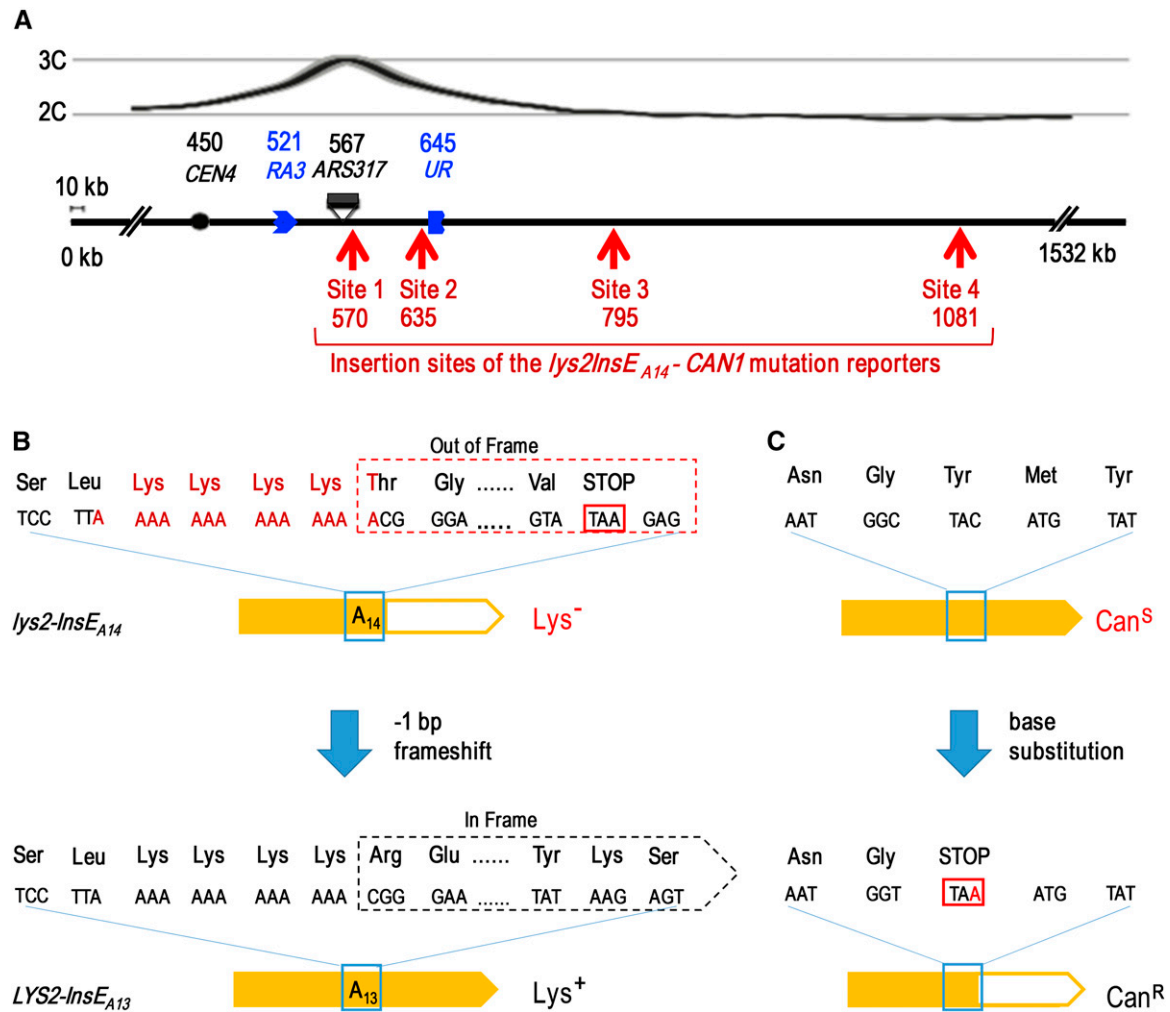 A
3C
2C
450 521 567 645
CEN4 RA3 ARS317 UR
10 kb
0 kb 1532 kb
Site 1 Site 2 Site 3 Site 4
570 635 795 1081
Insertion sites of the lys2InsE A14 - CAN1 mutation reporters
B
Out of Frame
Ser Leu Lys Lys Lys Lys Thr Gly ...... Val STOP
TCC TTA AAA AAA AAA AAA ACG GGA ..... GTA TAA GAG
lys2-InsEA14 A14 Lys-
-1 bp
frameshift
In Frame
Ser Leu Lys Lys Lys Lys Arg Glu ...... Tyr Lys Ser
TCC TTA AAA AAA AAA AAA CGG GAA ...... TAT AAG AGT
LYS2-InsEA13 A13 Lys+
C
Asn Gly Tyr Met Tyr
AAT GGC TAC ATG TAT
CanS
base
substitution
Asn Gly STOP
AAT GGT TAA ATG TAT
CanR